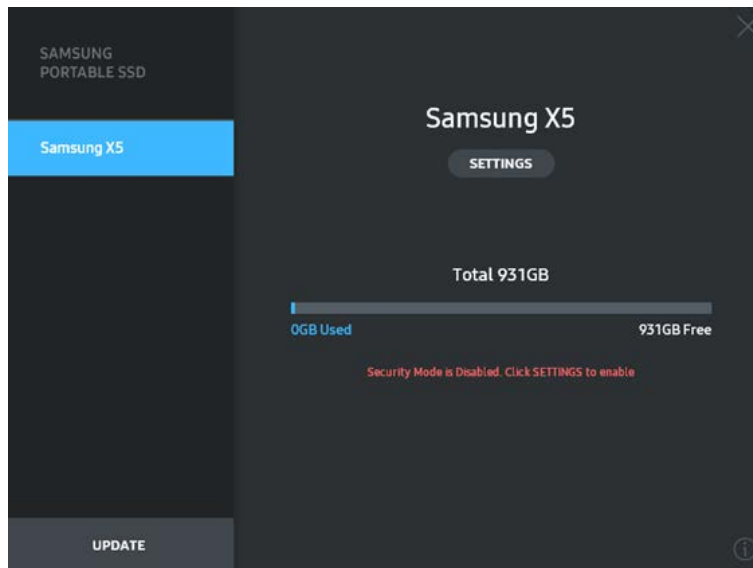 SAMSUNG
PORTABLE SSD
Samsung X5
Samsung X5
SETTINGS
Total 931GB
0GB Used
931GB Free
Security Mode is Disabled. Click SETTINGS to enable
UPDATE